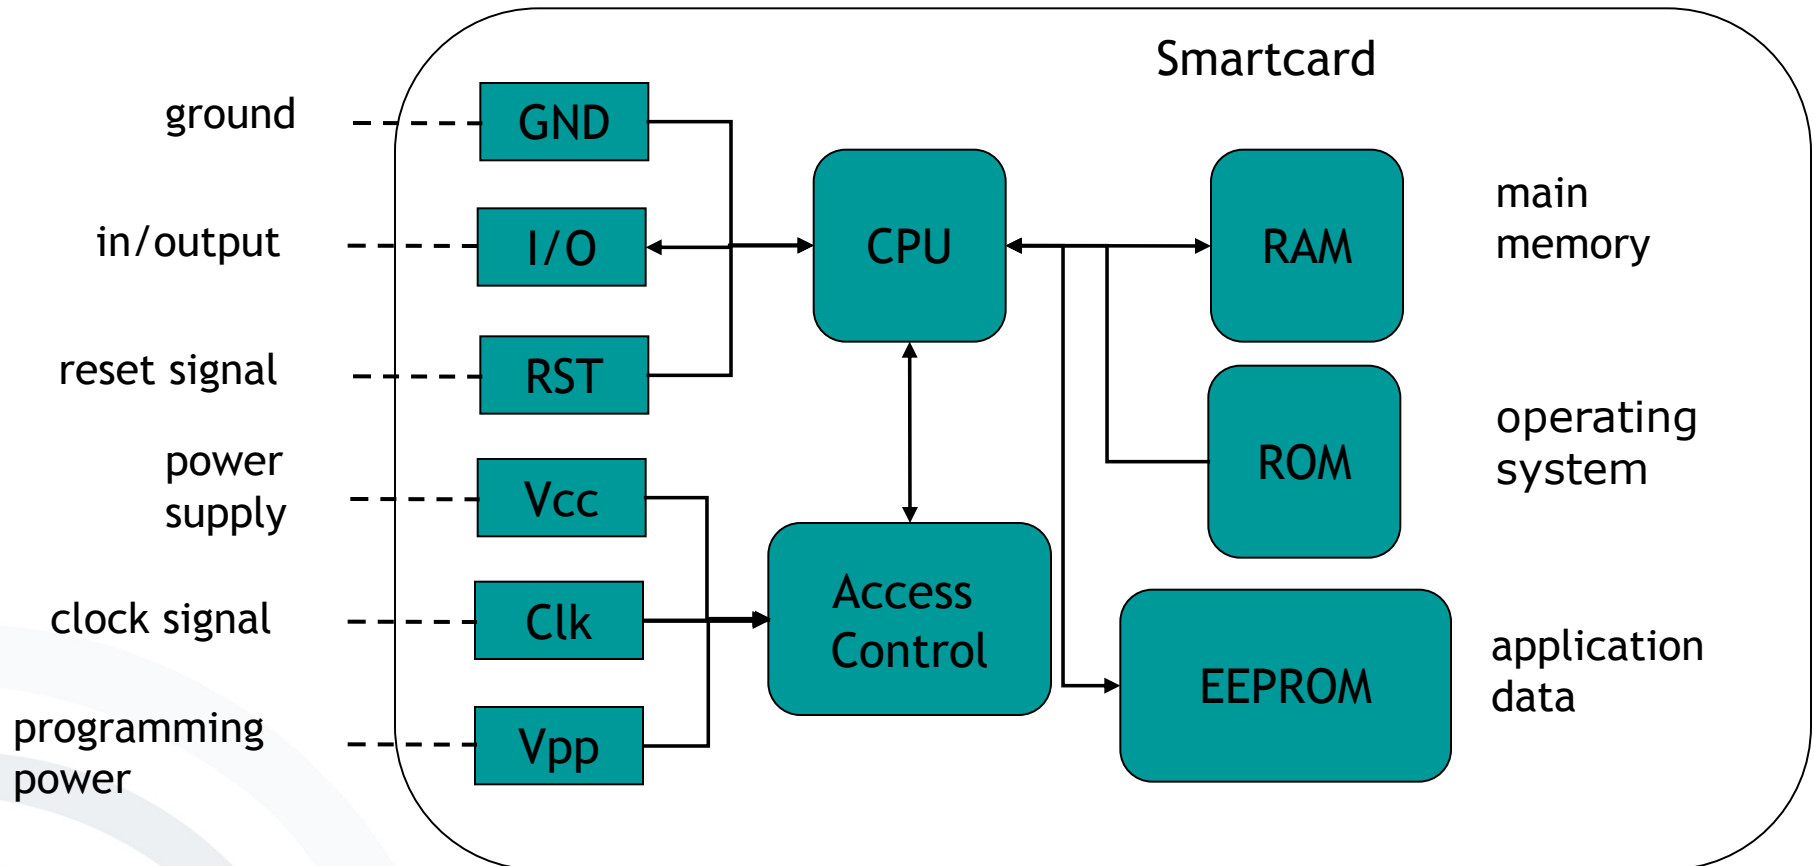 Smartcard
ground
GND
in/output
I/O
reset signal
RST
power
supply
Vcc
clock signal
Clk
programming
power
Vpp
CPU
Access
Control
RAM
main
memory
ROM
operating
system
EEPROM
application
data